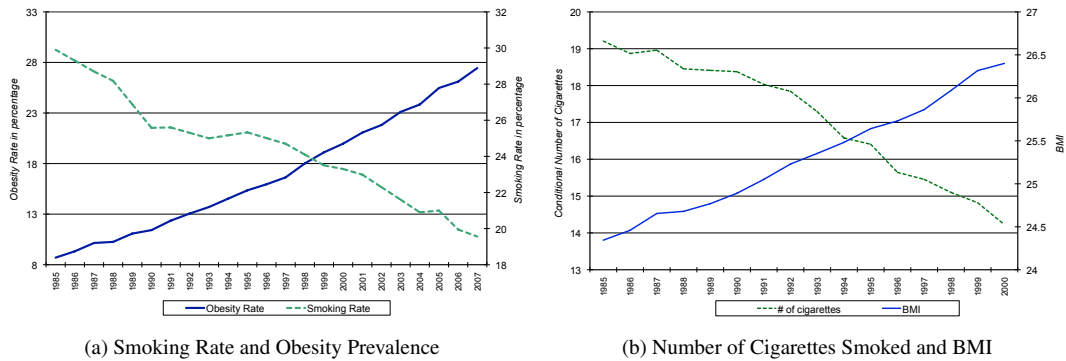 33
28
23
18
13
8
Obesity Rate in percentage
32
30
28
26
24
22
20
18
Smoking Rate in percentage
1985 1986 1987 1988 1989 1990 1991 1992 1993 1994 1995 1996 1997 1998 1999 2000 2001 2002 2003 2004 2005 2006 2007
Obesity Rate Smoking Rate
(a) Smoking Rate and Obesity Prevalence
20
19
18
17
16
15
14
13
Conditional Number of Cigarettes
27
26.5
26
25.5
25
24.5
24
BMI
1985 1986 1987 1988 1989 1990 1991 1992 1993 1994 1995 1996 1997 1998 1999 2000
# of cigarettes BMI
(b) Number of Cigarettes Smoked and BMI